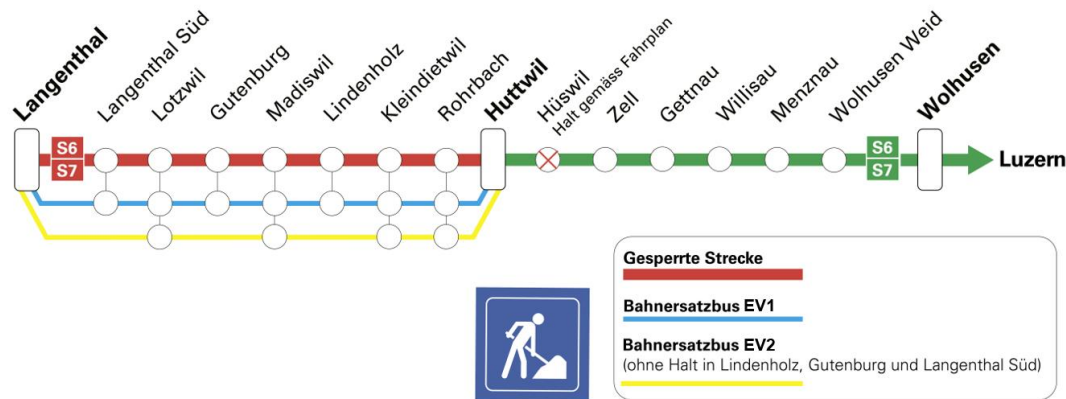 Langenthal
Langenthal Süd
Lotzwil
Gutenburg
Madiswil
Lindenholz
Kleindietwil
Rohrbach
Huttwil
Hüswil
Halt gemäss Fahrplan
Zell
Gettnau
Willisau
Menznau
Wolhusen Weid
Wolhusen
S6
S7
S6
S7
Luzern
Gesperrte Strecke
Bahnersatzbus EV1
Bahnersatzbus EV2
(ohne Halt in Lindenholz, Gutenburg und Langenthal Süd)